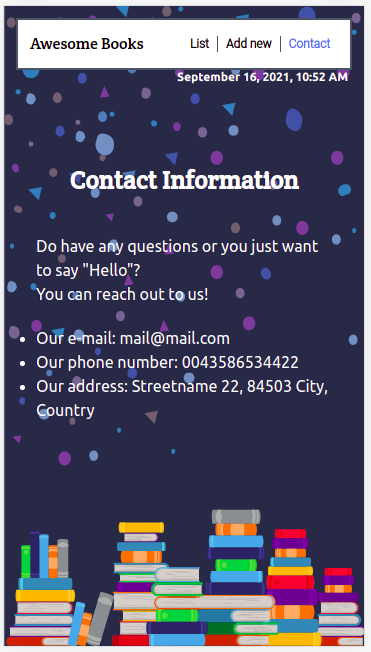 Awesome Books
List | Add new | Contact
September 16, 2021, 10:52 AM
Contact Information
Do have any questions or you just want
to say "Hello"?
You can reach out to us!
• Our e-mail: mail@mail.com
• Our phone number: 0043586534422
• Our address: Streetname 22, 84503 City,
Country